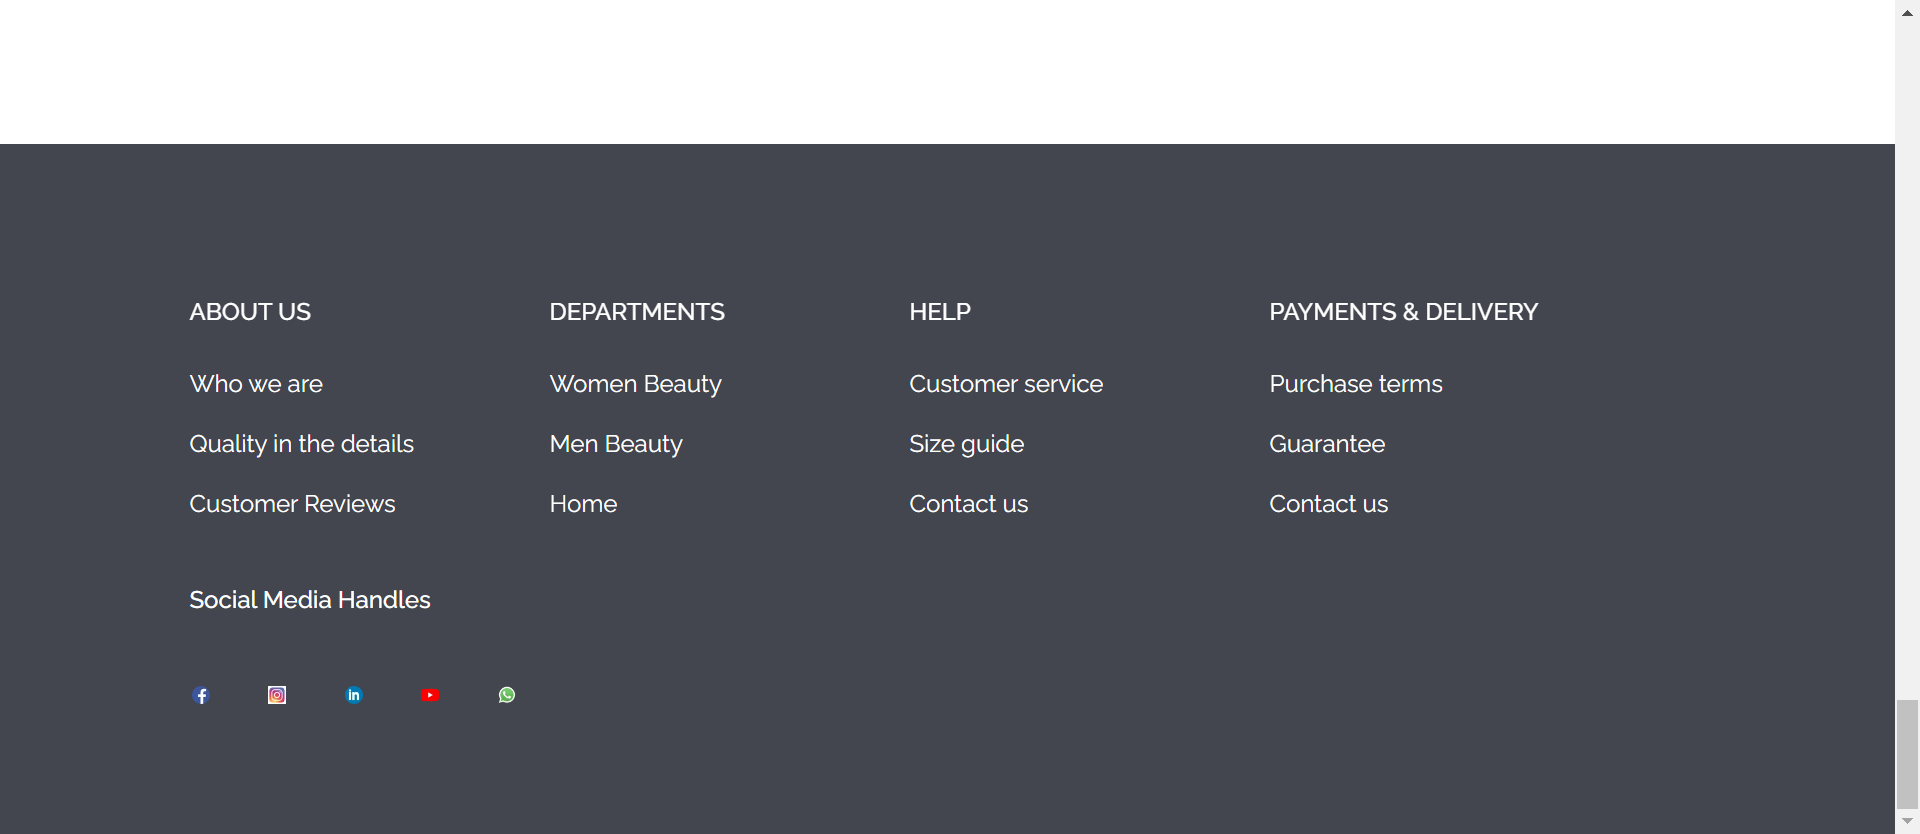 ABOUT US
Who we are
Quality in the details
Customer Reviews
DEPARTMENTS
Women Beauty
Men Beauty
Home
HELP
Customer service
Size guide
Contact us
PAYMENTS & DELIVERY
Purchase terms
Guarantee
Contact us
Social Media Handles